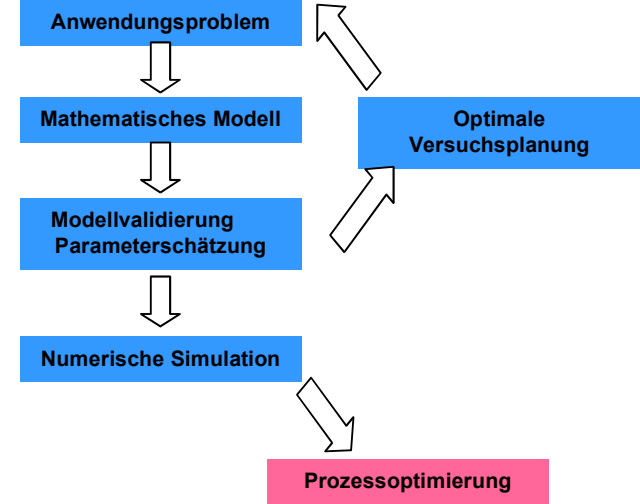 Anwendungsproblem
Mathematisches Modell
Optimale
Versuchsplanung
Modellvalidierung
Parameterschätzung
Numerische Simulation
Prozessoptimierung